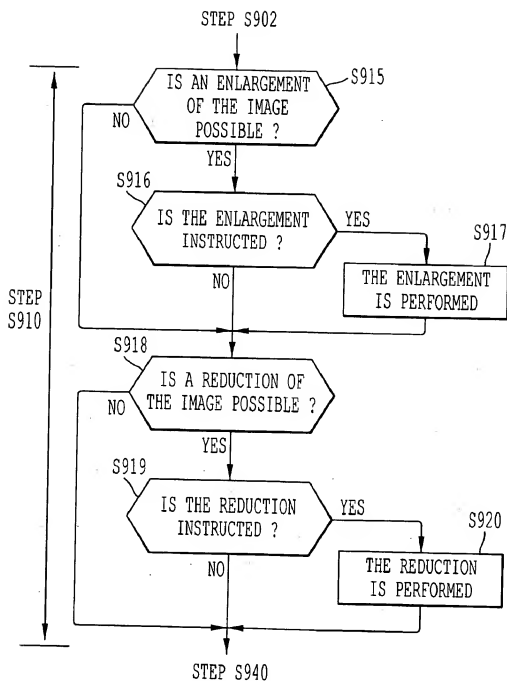 STEP S902
S915
IS AN ENLARGEMENT
OF THE IMAGE
POSSIBLE ?
NO
YES
S916
IS THE ENLARGEMENT
INSTRUCTED ?
YES
S917
THE ENLARGEMENT
IS PERFORMED
NO
STEP
S910
S918
IS A REDUCTION OF
THE IMAGE POSSIBLE ?
NO
YES
S919
IS THE REDUCTION
INSTRUCTED ?
YES
S920
THE REDUCTION
IS PERFORMED
NO
STEP S940